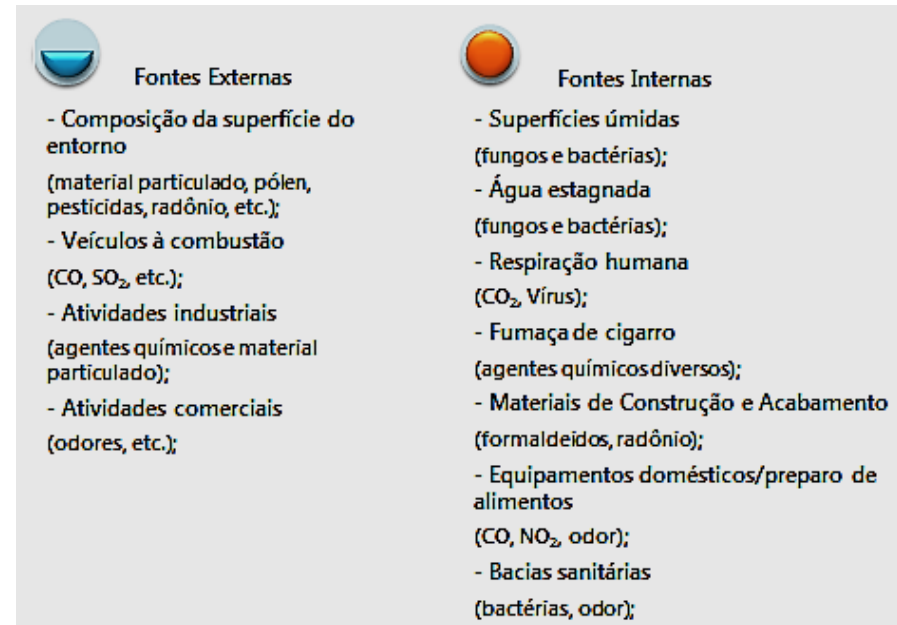 Fontes Externas
- Composição da superfície do
entorno
(material particulado, pólen,
pesticidas, radônio, etc.);
- Veículos à combustão
(CO, SO₂, etc.);
- Atividades industriais
(agentes químicos e material
particulado);
- Atividades comerciais
(odores, etc.);
Fontes Internas
- Superfícies úmidas
(fungos e bactérias);
- Água estagnada
(fungos e bactérias);
- Respiração humana
(CO₂, Vírus);
- Fumaça de cigarro
(agentes químicos diversos);
- Materiais de Construção e Acabamento
(formaldeidos, radônio);
- Equipamentos domésticos/preparo de
alimentos
(CO, NO₂, odor);
- Bacias sanitárias
(bactérias, odor);